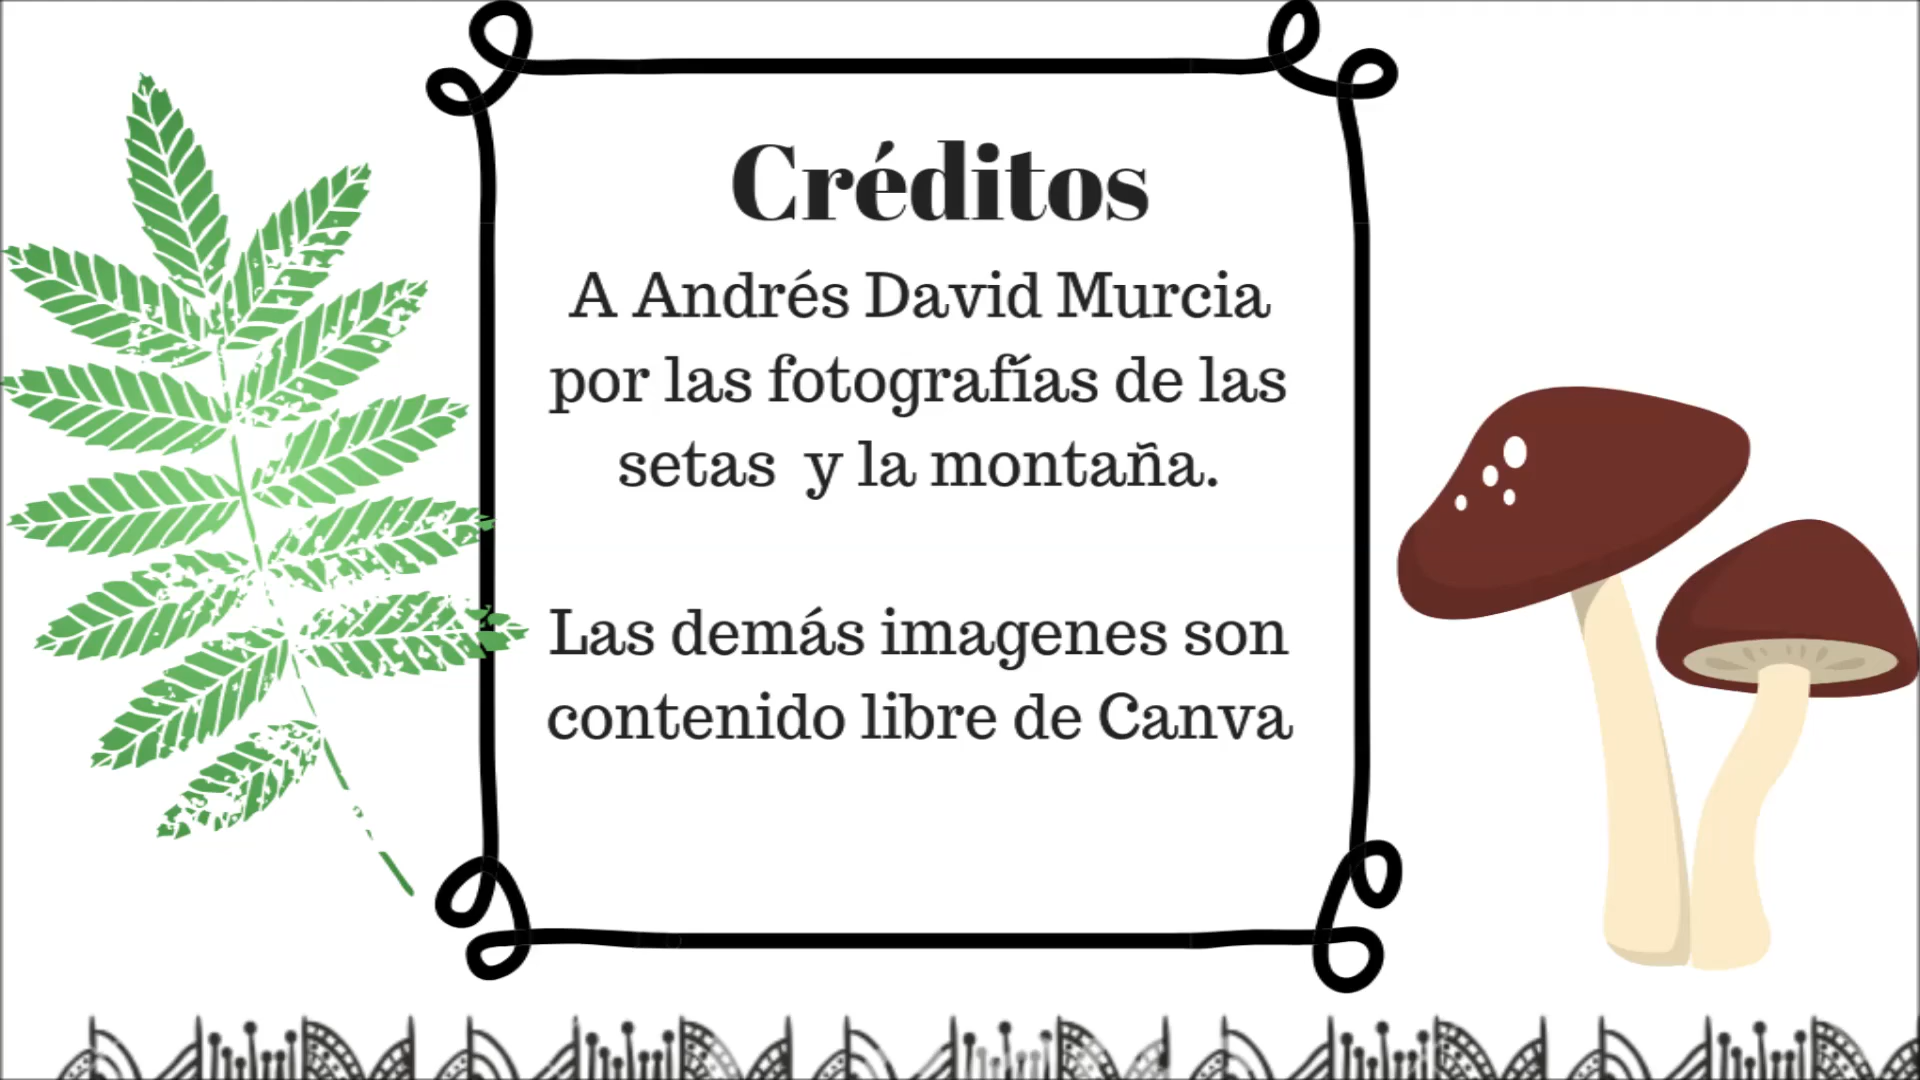 Créditos
A Andrés David Murcia
por las fotografías de las
setas y la montaña.
Las demás imagenes son
contenido libre de Canva